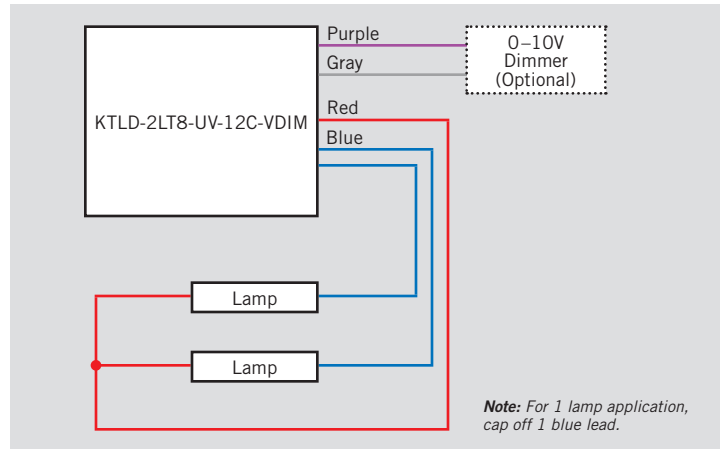 Purple
Gray
0–10V
Dimmer
(Optional)
KTLD-2LT8-UV-12C-VDIM
Red
Blue
Lamp
Lamp
Note: For 1 lamp application,
cap off 1 blue lead.